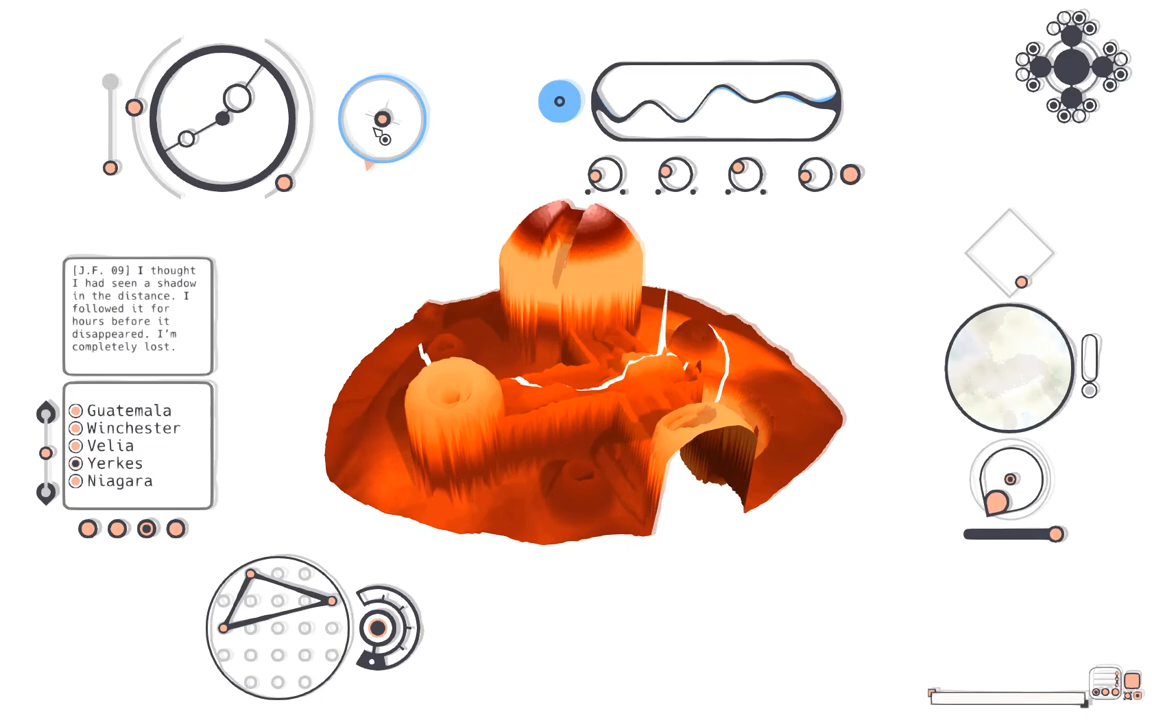 [J.F. 09] I thought
I had seen a shadow
in the distance. I
followed it for
hours before it
disappeared. I'm
completely lost.
Guatemala
Winchester
Velia
Yerkes
Niagara